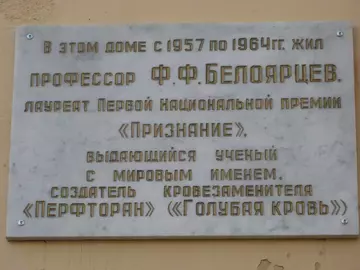 В этом доме с 1957 по 1964гг. жил
профессор Ф.Ф.Белоярцев.
лауреат Первой Национальной премии
«Признание»,
выдающийся ученый
с мировым именем,
создатель кровезаменителя
«Перфторан» («Голубая кровь»)